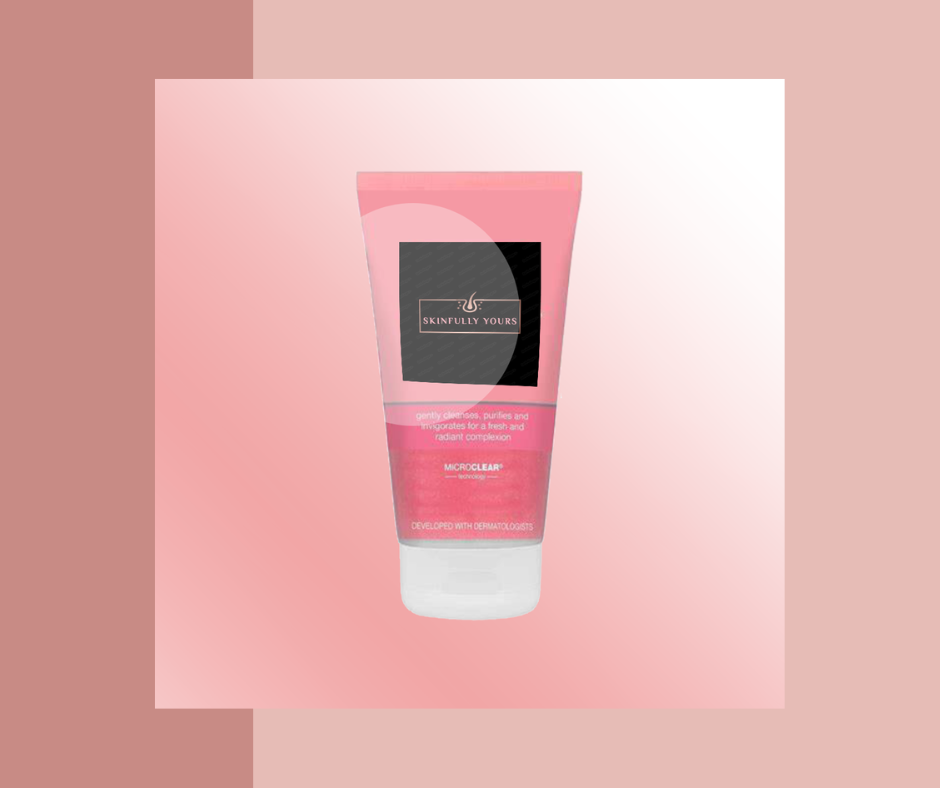 SKINFULLY YOURS
gently cleanses, purifies and
invigorates for a fresh and
radiant complexion
MICROCLEAR®
technology
DEVELOPED WITH DERMATOLOGISTS